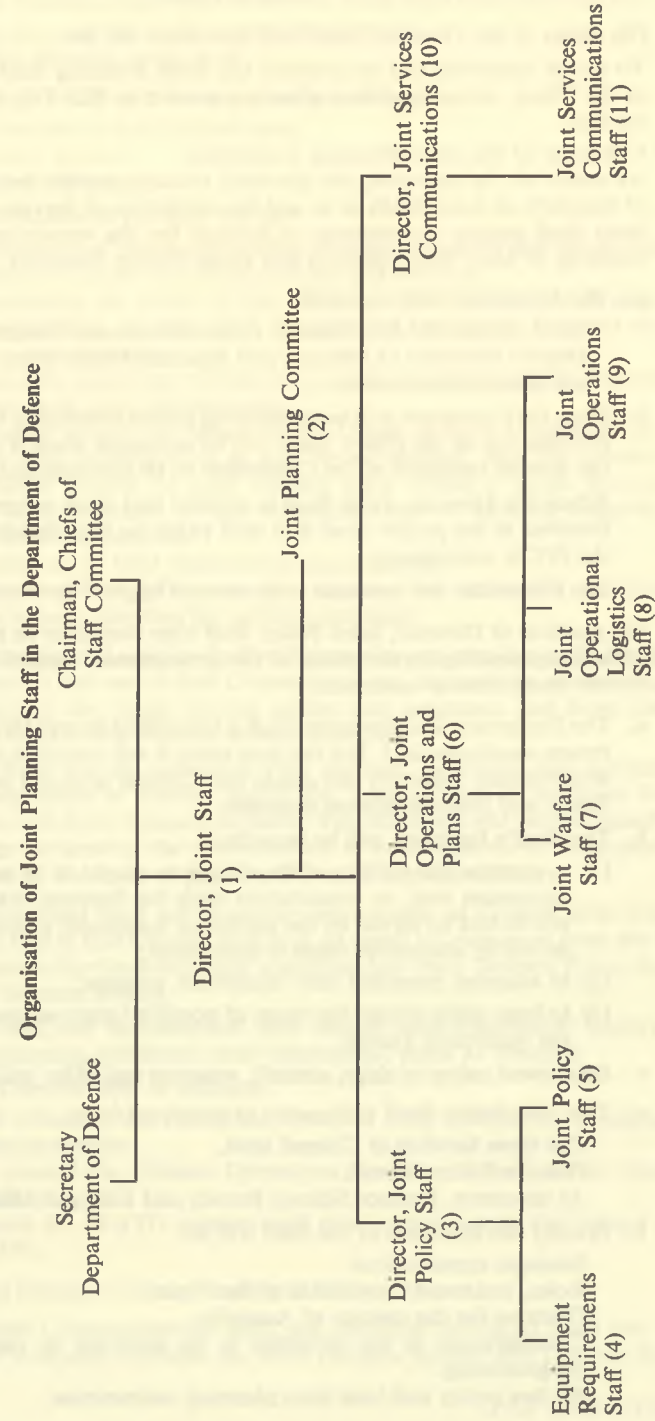 Organisation of Joint Planning Staff in the Department of Defence
Secretary
Department of Defence
Chairman, Chiefs of
Staff Committee
Director, Joint Staff
(1)
Joint Planning Committee
(2)
Director, Joint
Policy Staff
(3)
Director, Joint
Operations and
Plans Staff (6)
Director, Joint Services
Communications (10)
Equipment
Requirements
Staff (4)
Joint Policy
Staff (5)
Joint Warfare
Staff (7)
Joint
Operational
Logistics
Staff (8)
Joint
Operations
Staff (9)
Joint Services
Communications
Staff (11)